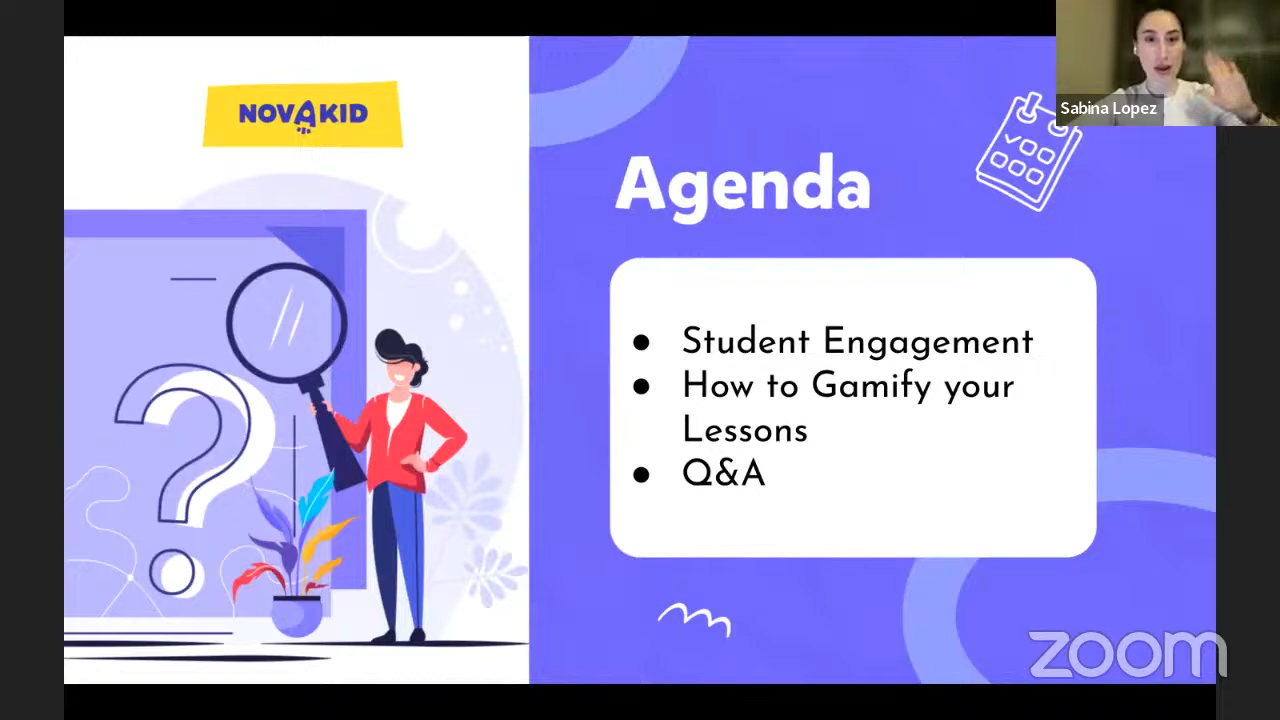 NOVAKID
Sabina Lopez
Agenda
● Student Engagement
● How to Gamify your
Lessons
● Q&A
zoom